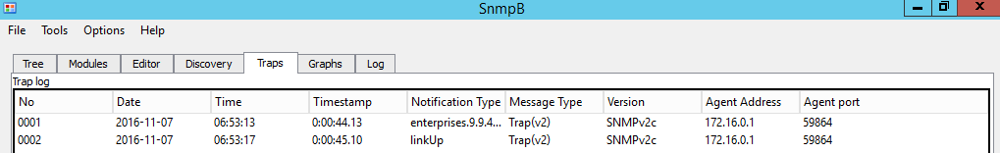 SnmpB
File Tools Options Help
Tree Modules Editor Discovery Traps Graphs Log
Trap log
No Date Time Timestamp Notification Type Message Type Version Agent Address Agent port
0001 2016-11-07 06:53:13 0:00:44.13 enterprises.9.9.4... Trap(v2) SNMPv2c 172.16.0.1 59864
0002 2016-11-07 06:53:17 0:00:45.10 linkUp Trap(v2) SNMPv2c 172.16.0.1 59864